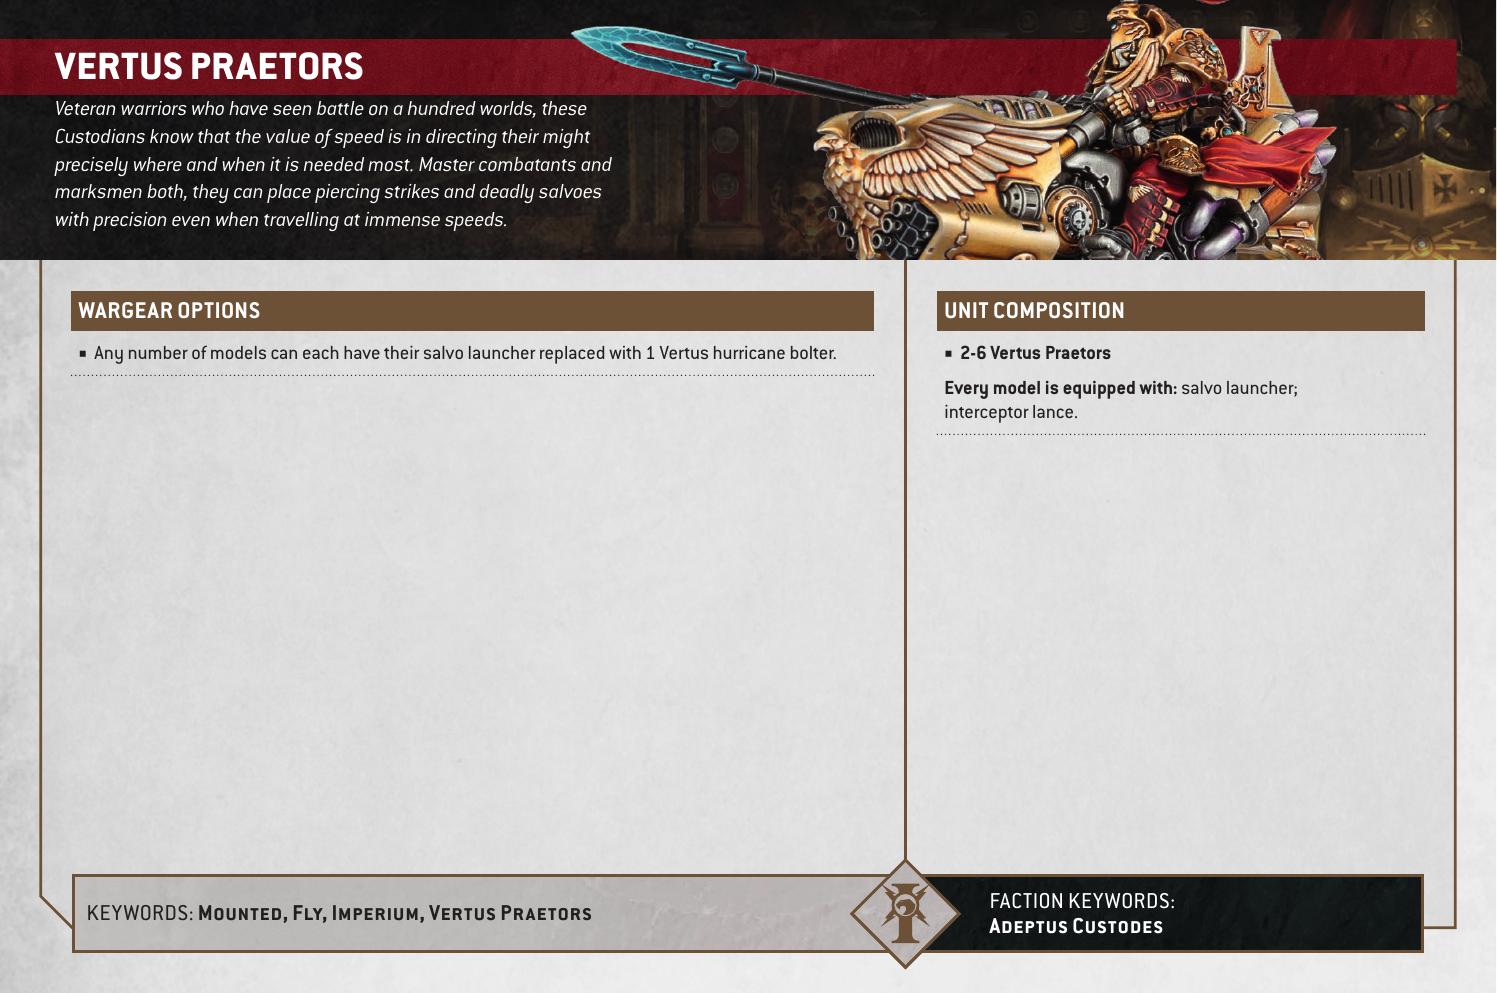 VERTUS PRAETORS
Veteran warriors who have seen battle on a hundred worlds, these
Custodians know that the value of speed is in directing their might
precisely where and when it is needed most. Master combatants and
marksmen both, they can place piercing strikes and deadly salvoes
with precision even when travelling at immense speeds.
WARGEAR OPTIONS
▪ Any number of models can each have their salvo launcher replaced with 1 Vertus hurricane bolter.
UNIT COMPOSITION
▪ 2-6 Vertus Praetors
Every model is equipped with: salvo launcher;
interceptor lance.
KEYWORDS: Mounted, Fly, Imperium, Vertus Praetors
FACTION KEYWORDS:
Adeptus Custodes